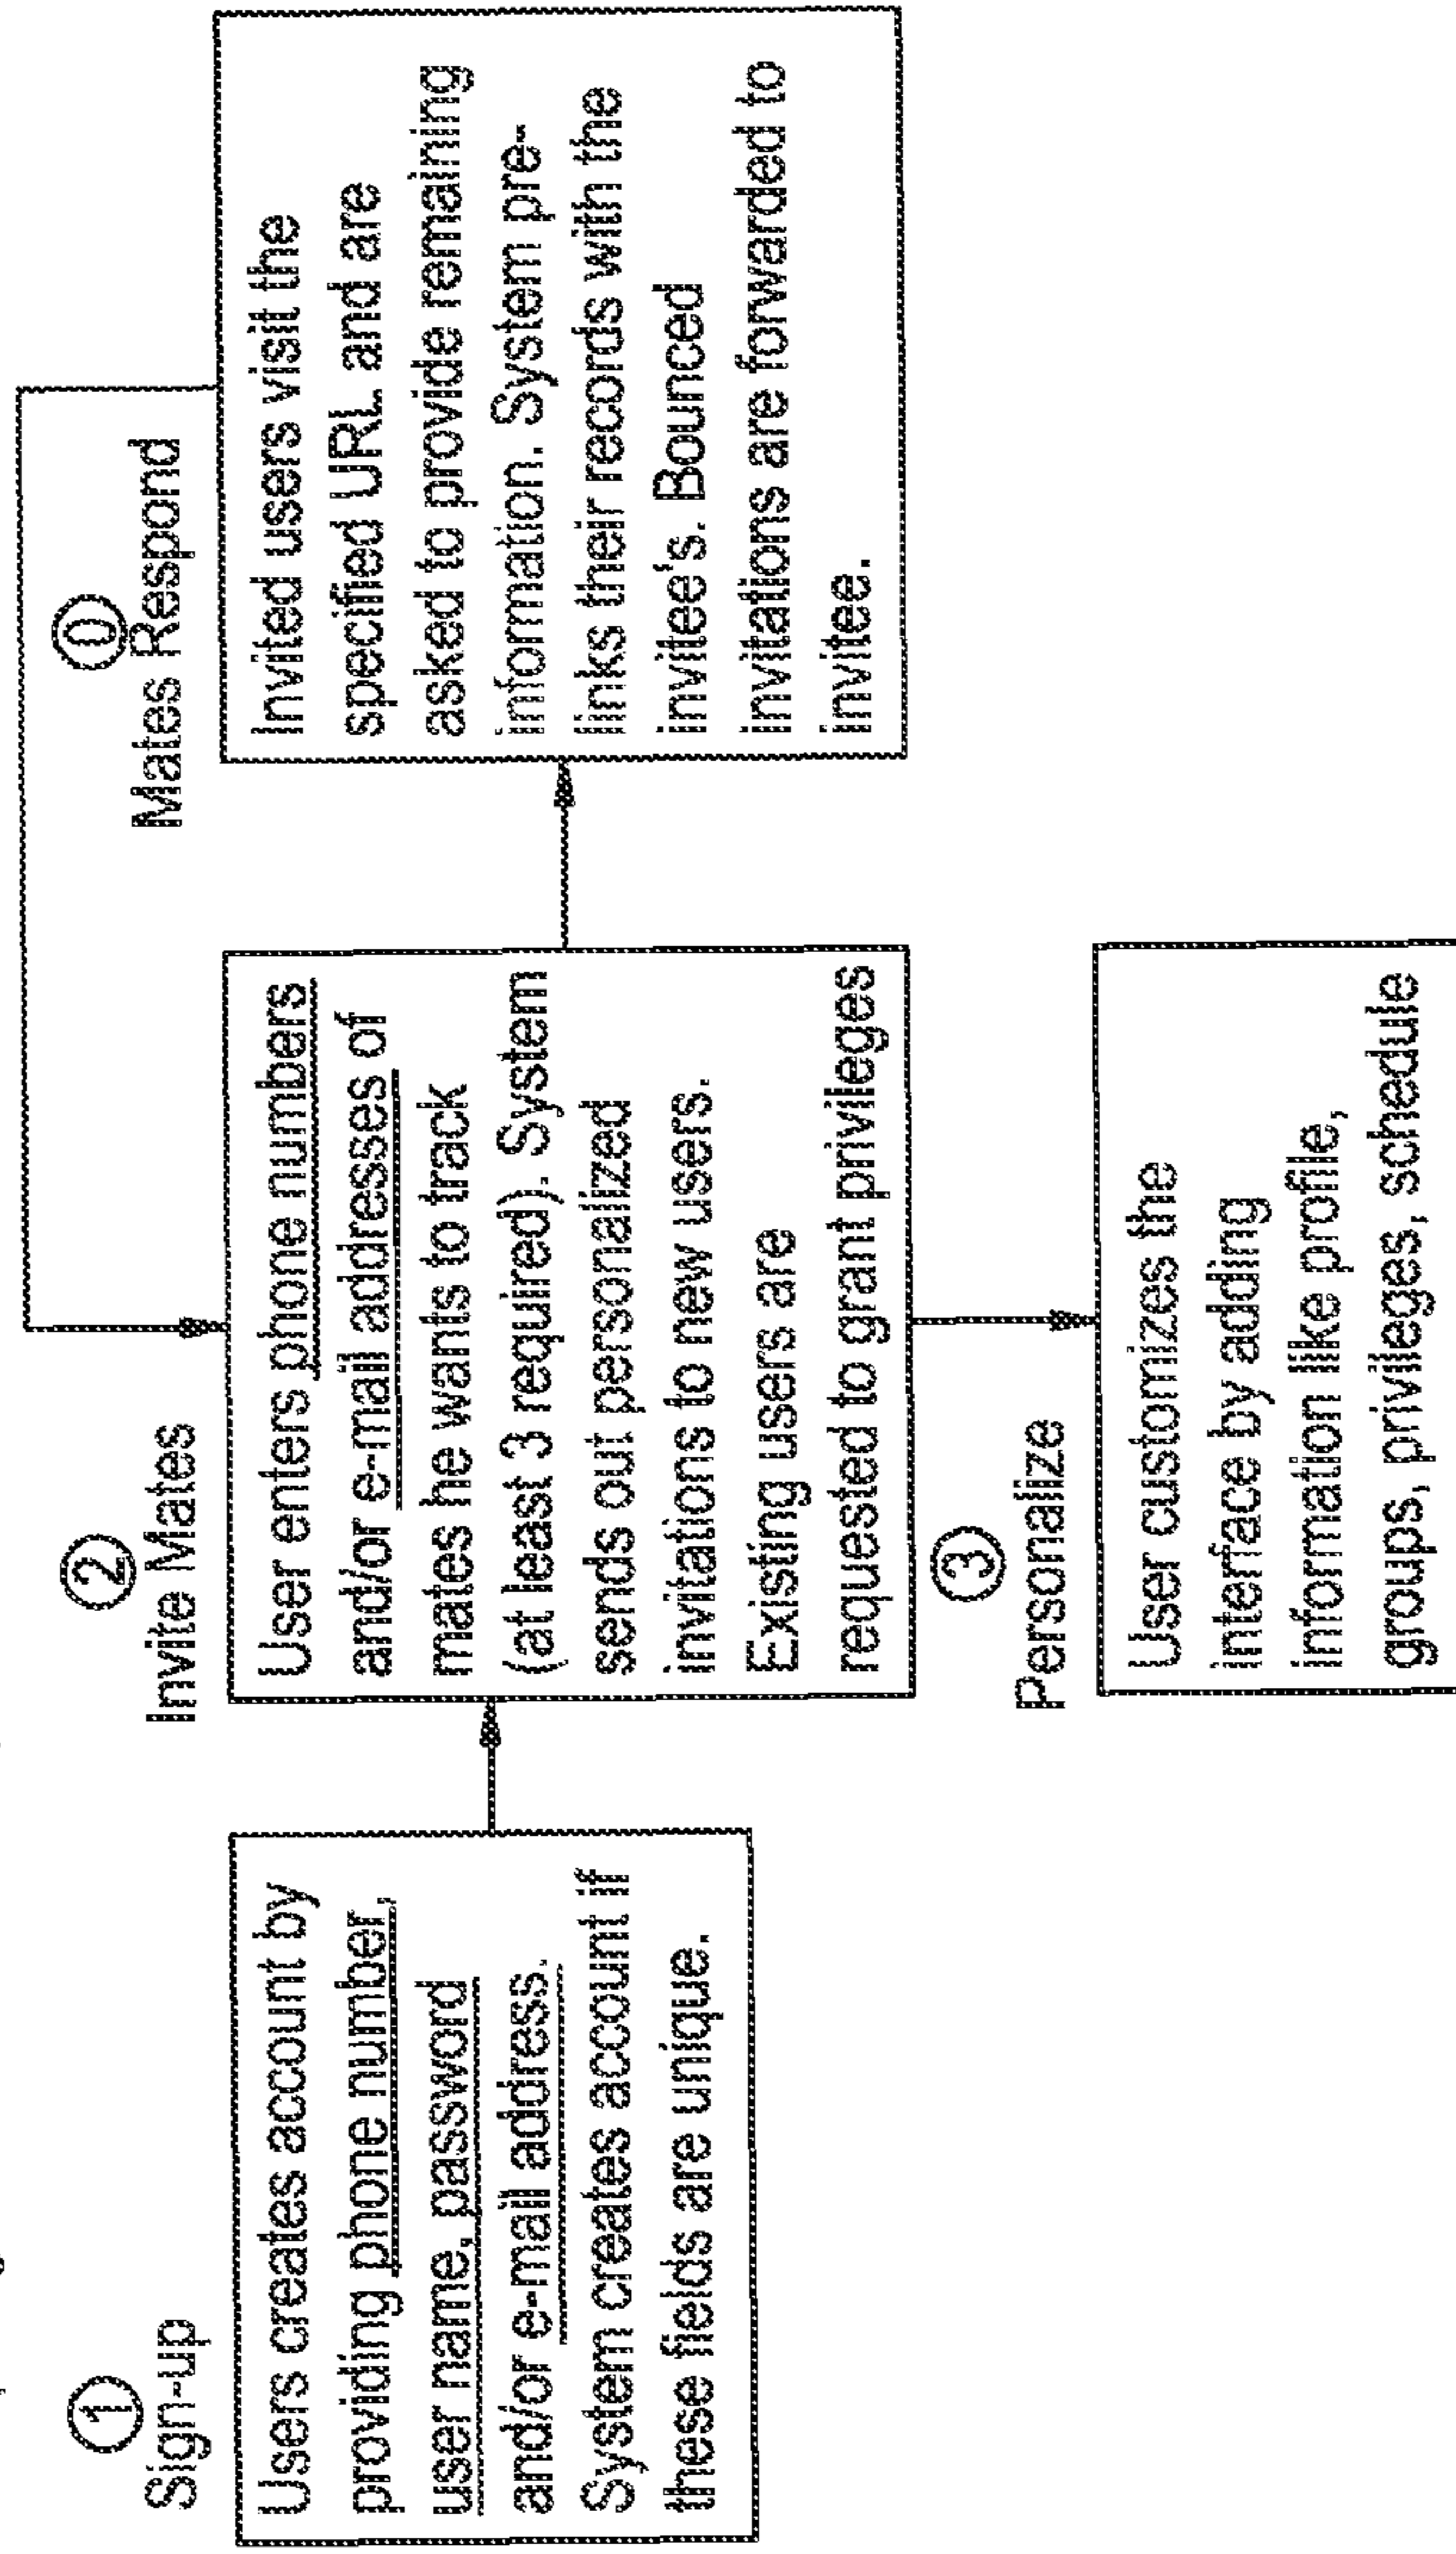 ①
Sign-up
Users creates account by
providing phone number,
user name, password
and/or e-mail address.
System creates account if
these fields are unique.
②
Invite Mates
User enters phone numbers
and/or e-mail addresses of
mates he wants to track
(at least 3 required). System
sends out personalized
invitations to new users.
Existing users are
requested to grant privileges
⓪
Mates Respond
Invited users visit the
specified URL and are
asked to provide remaining
information. System pre-
links their records with the
invitee's. Bounced
invitations are forwarded to
invitee.
③
Personalize
User customizes the
interface by adding
information like profile,
groups, privileges, schedule